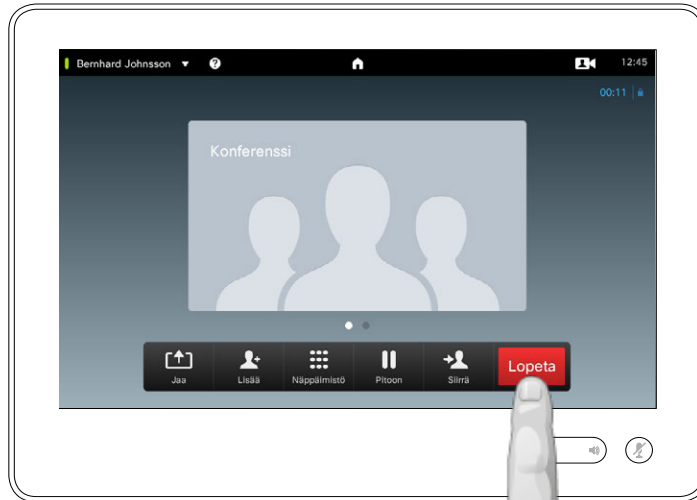 Bernhard Johnsson
?
12:45
00:11
Konferenssi
Jaa
Lisää
Näppäimistö
Pitoon
Siirrä
Lopeta